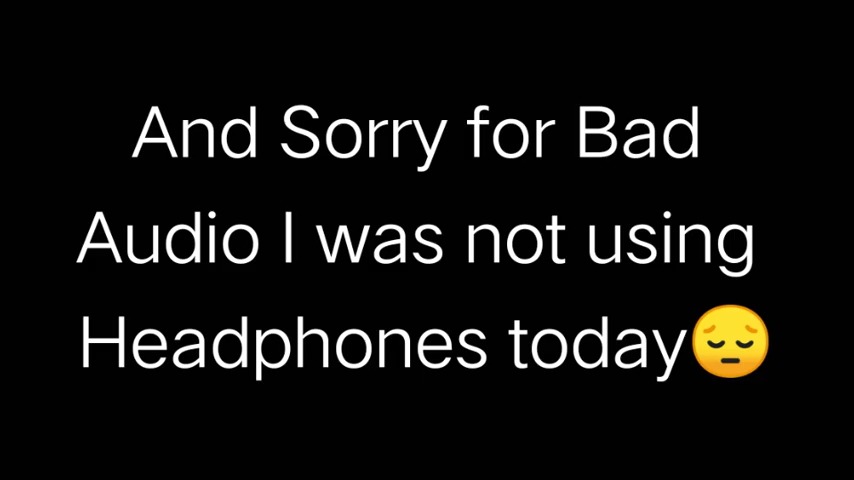 And Sorry for Bad
Audio I was not using
Headphones today😔